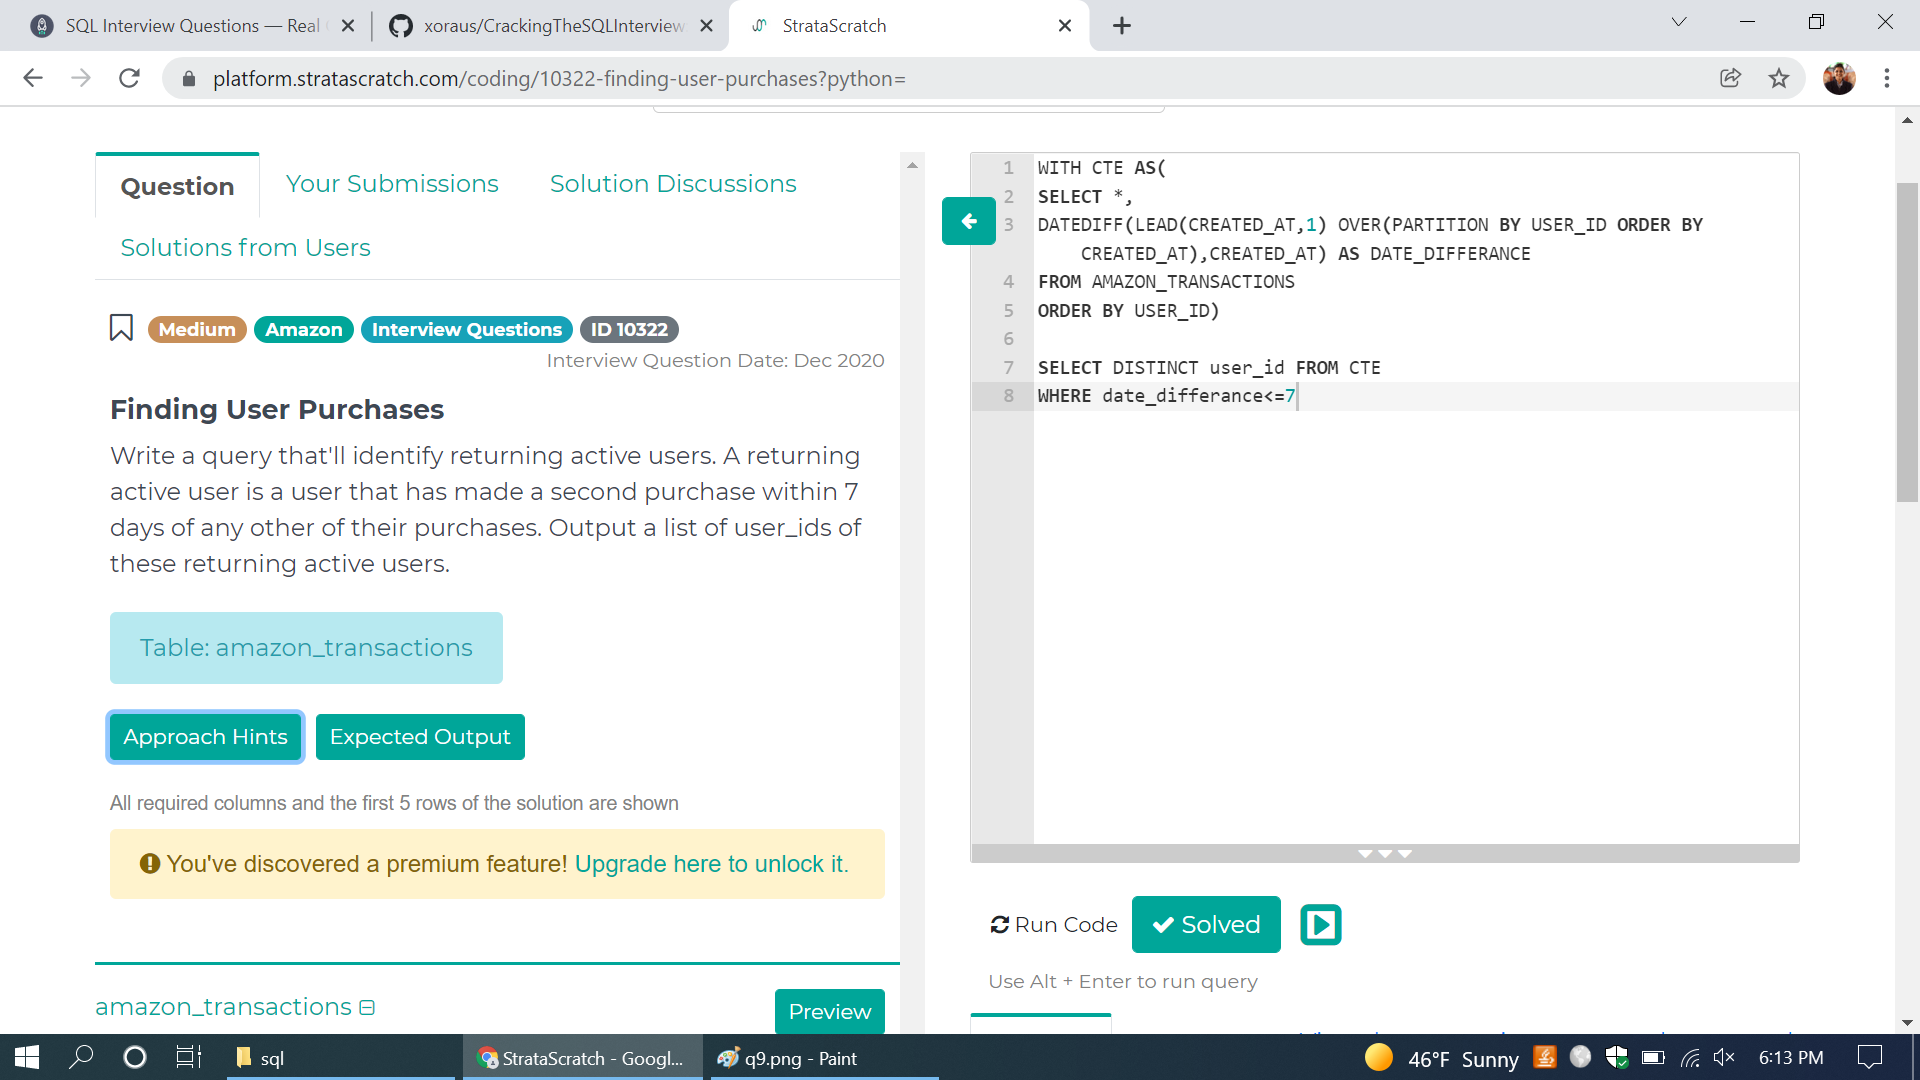 SQL Interview Questions — Real
xoraus/CrackingTheSQLInterview
StrataScratch
platform.stratascratch.com/coding/10322-finding-user-purchases?python=
Question
Your Submissions
Solution Discussions
Solutions from Users
Medium
Amazon
Interview Questions
ID 10322
Interview Question Date: Dec 2020
Finding User Purchases
Write a query that'll identify returning active users. A returning
active user is a user that has made a second purchase within 7
days of any other of their purchases. Output a list of user_ids of
these returning active users.
Table: amazon_transactions
Approach Hints
Expected Output
All required columns and the first 5 rows of the solution are shown
You've discovered a premium feature! Upgrade here to unlock it.
amazon_transactions
Preview
1 WITH CTE AS(
2 SELECT *,
3 DATEDIFF(LEAD(CREATED_AT,1) OVER(PARTITION BY USER_ID ORDER BY
CREATED_AT),CREATED_AT) AS DATE_DIFFERANCE
4 FROM AMAZON_TRANSACTIONS
5 ORDER BY USER_ID)
6
7 SELECT DISTINCT user_id FROM CTE
8 WHERE date_differance<=7
Run Code
Solved
Use Alt + Enter to run query
sql
StrataScratch - Googl...
q9.png - Paint
46°F Sunny
6:13 PM